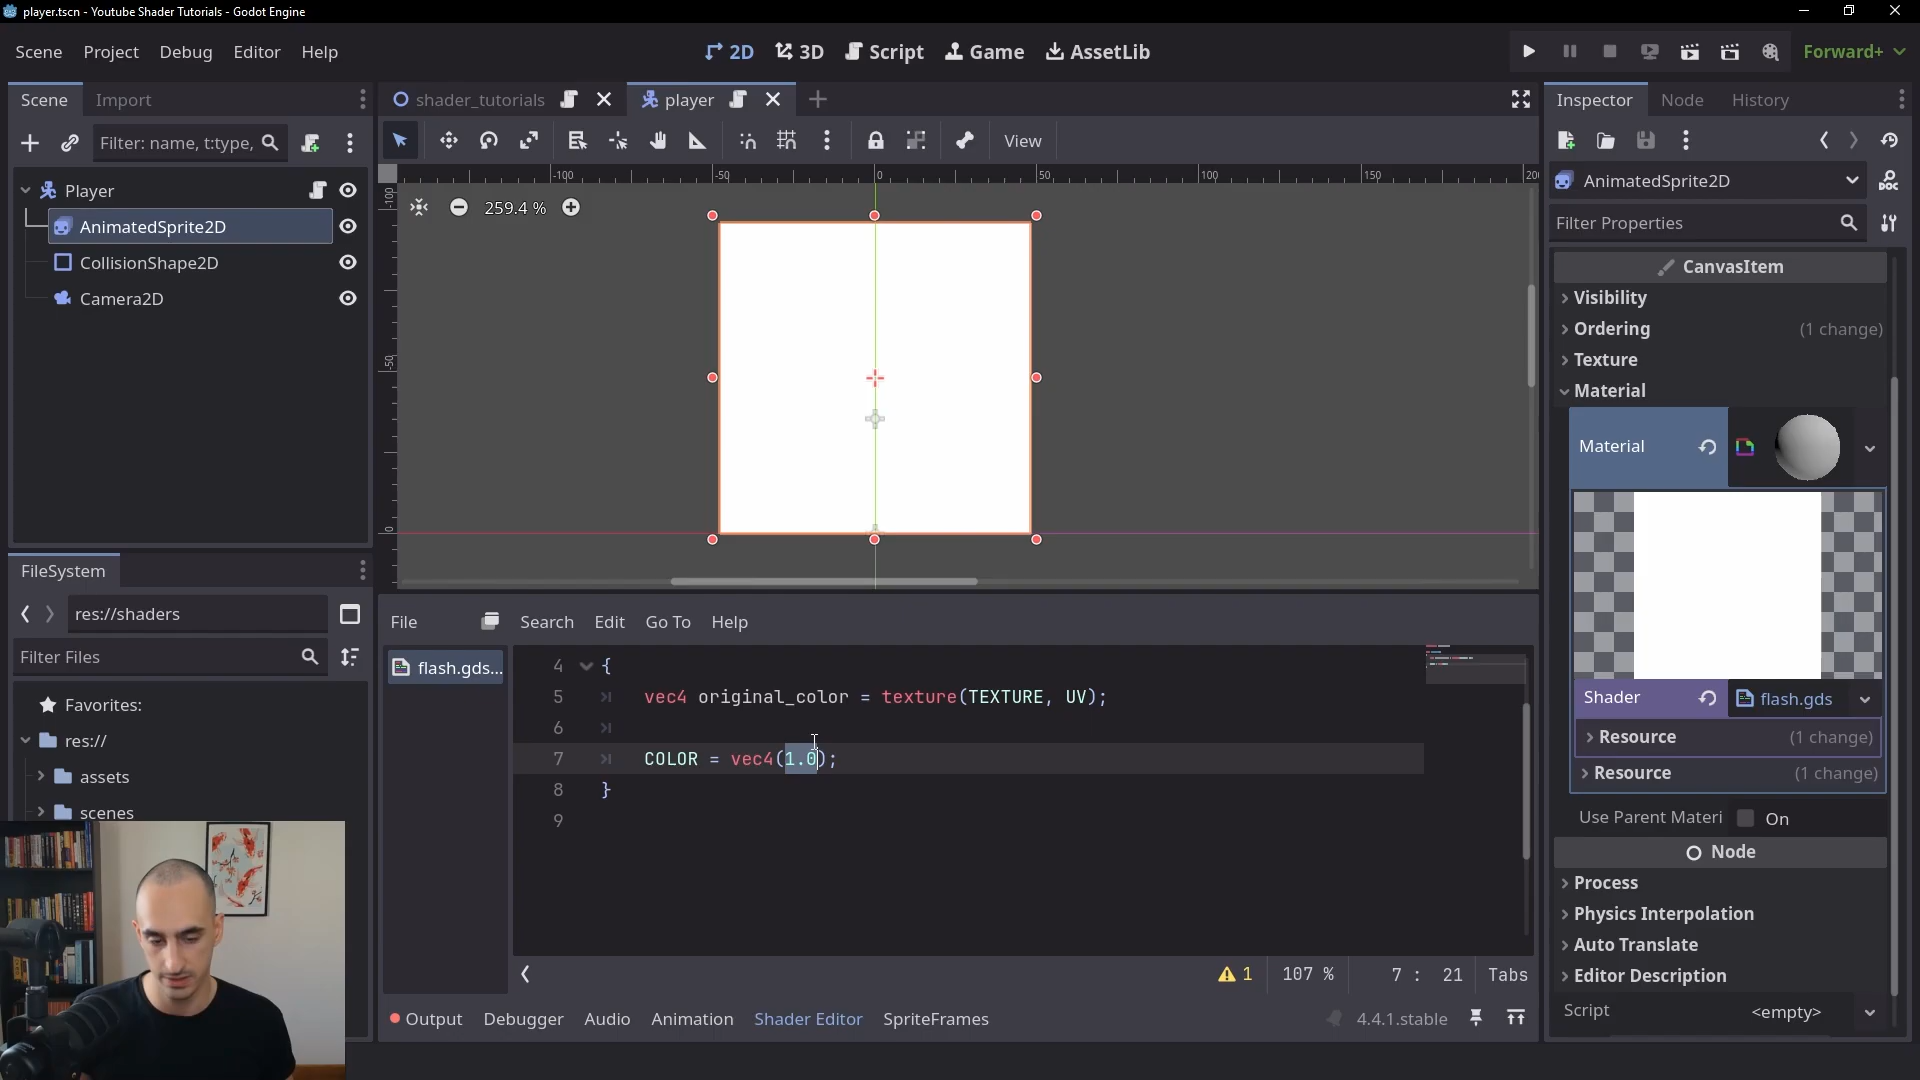 player.tscn - Youtube Shader Tutorials - Godot Engine
Scene Project Debug Editor Help
2D 3D Script Game AssetLib
Forward+
Scene Import
shader_tutorials
player
Inspector Node History
Filter: name, t:type,
View
Player
AnimatedSprite2D
CollisionShape2D
Camera2D
-100 -50 0 50 100 150 20
-100
-50
0
259.4 %
AnimatedSprite2D
Filter Properties
CanvasItem
Visibility
Ordering (1 change)
Texture
Material
Material
Shader flash.gds
Resource (1 change)
Resource (1 change)
Use Parent Materi On
Node
Process
Physics Interpolation
Auto Translate
Editor Description
Script <empty>
FileSystem
res://shaders
Filter Files
Favorites:
res://
assets
scenes
File Search Edit Go To Help
flash.gds...
4 {
5 vec4 original_color = texture(TEXTURE, UV);
6
7 COLOR = vec4(1.0);
8 }
9
1 107 % 7 : 21 Tabs
Output Debugger Audio Animation Shader Editor SpriteFrames 4.4.1.stable